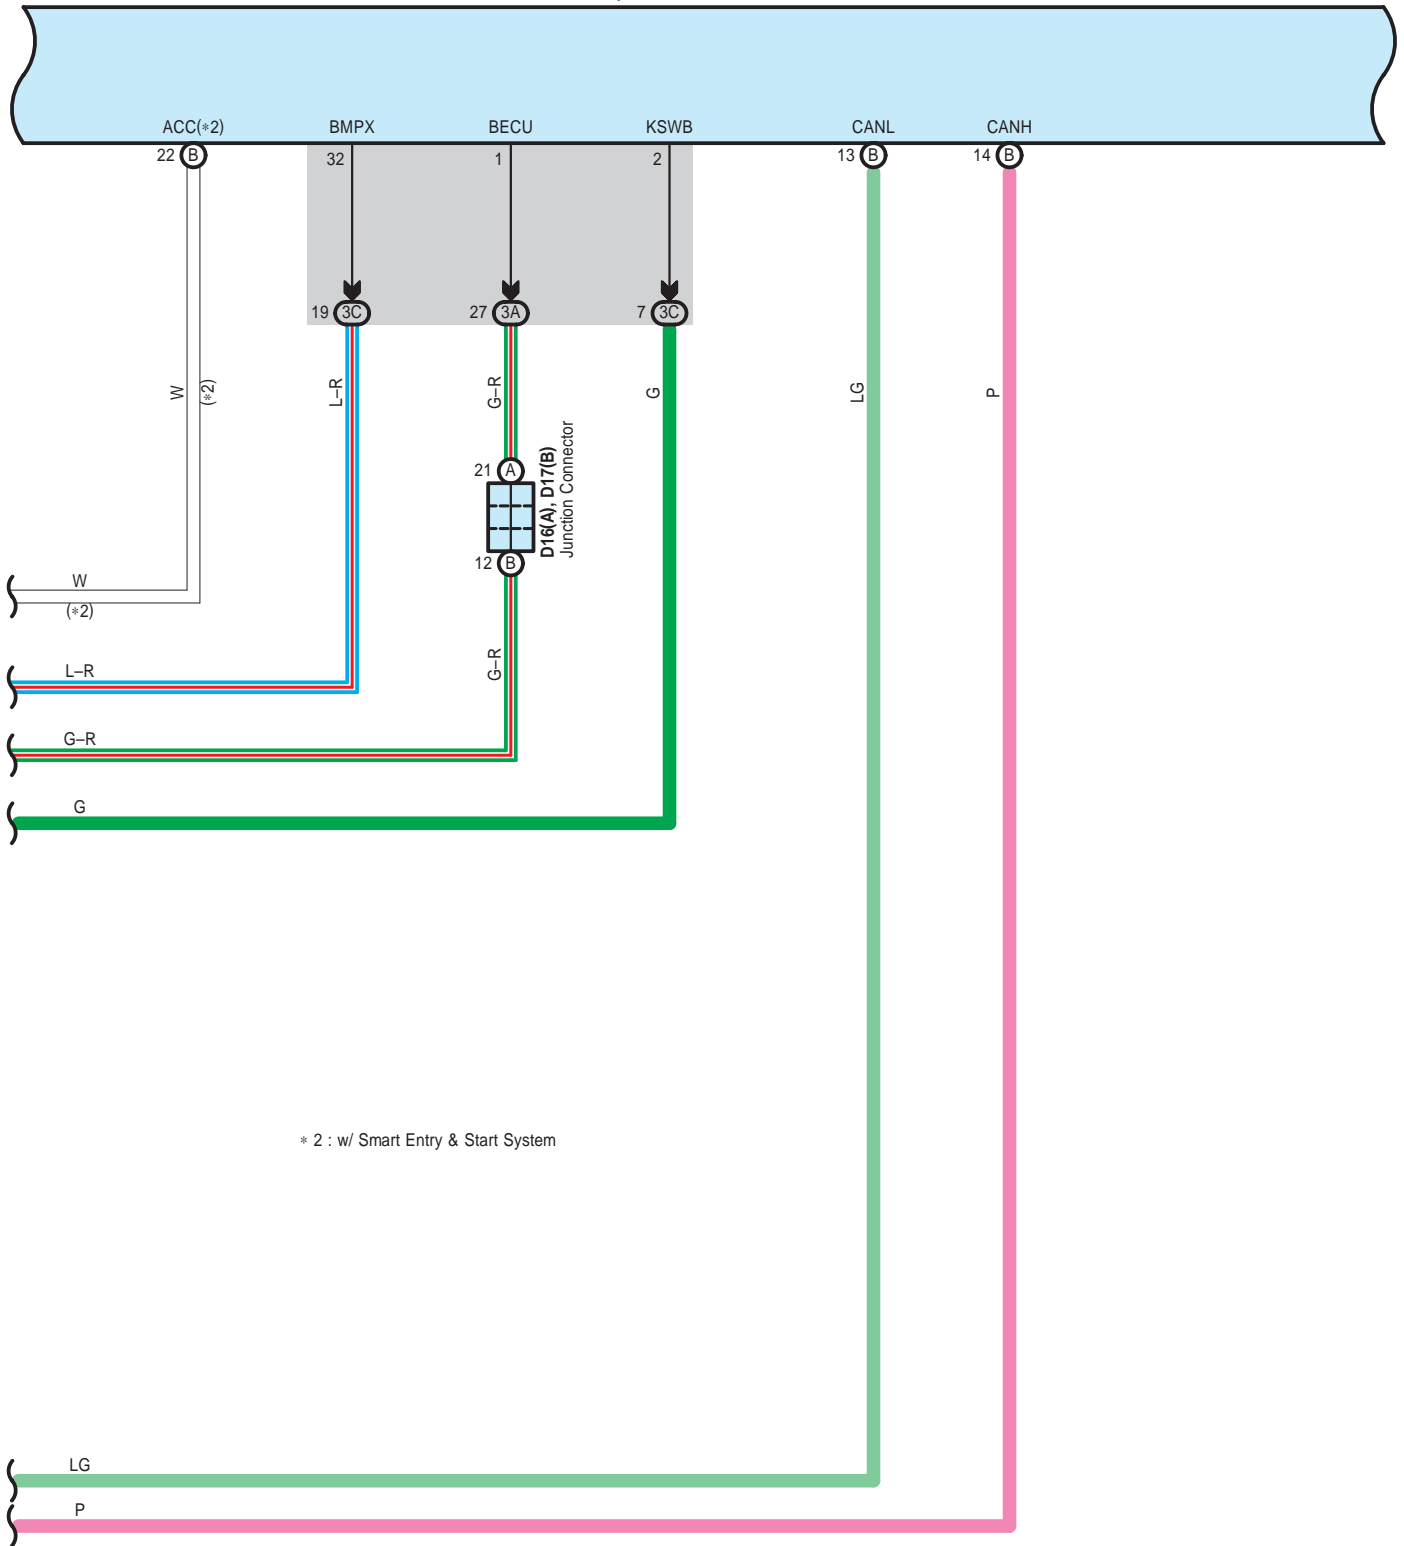 ACC(∗2) BMPX BECU KSWB CANL CANH
22 B 32 1 2 13 B 14 B
19 3C 27 3A 7 3C
W
(∗2)
L–R
G–R
G
LG
P
21 A
D16(A), D17(B)
Junction Connector
12 B
G–R
W
(∗2)
L–R
G–R
G
∗ 2 : w/ Smart Entry & Start System
LG
P